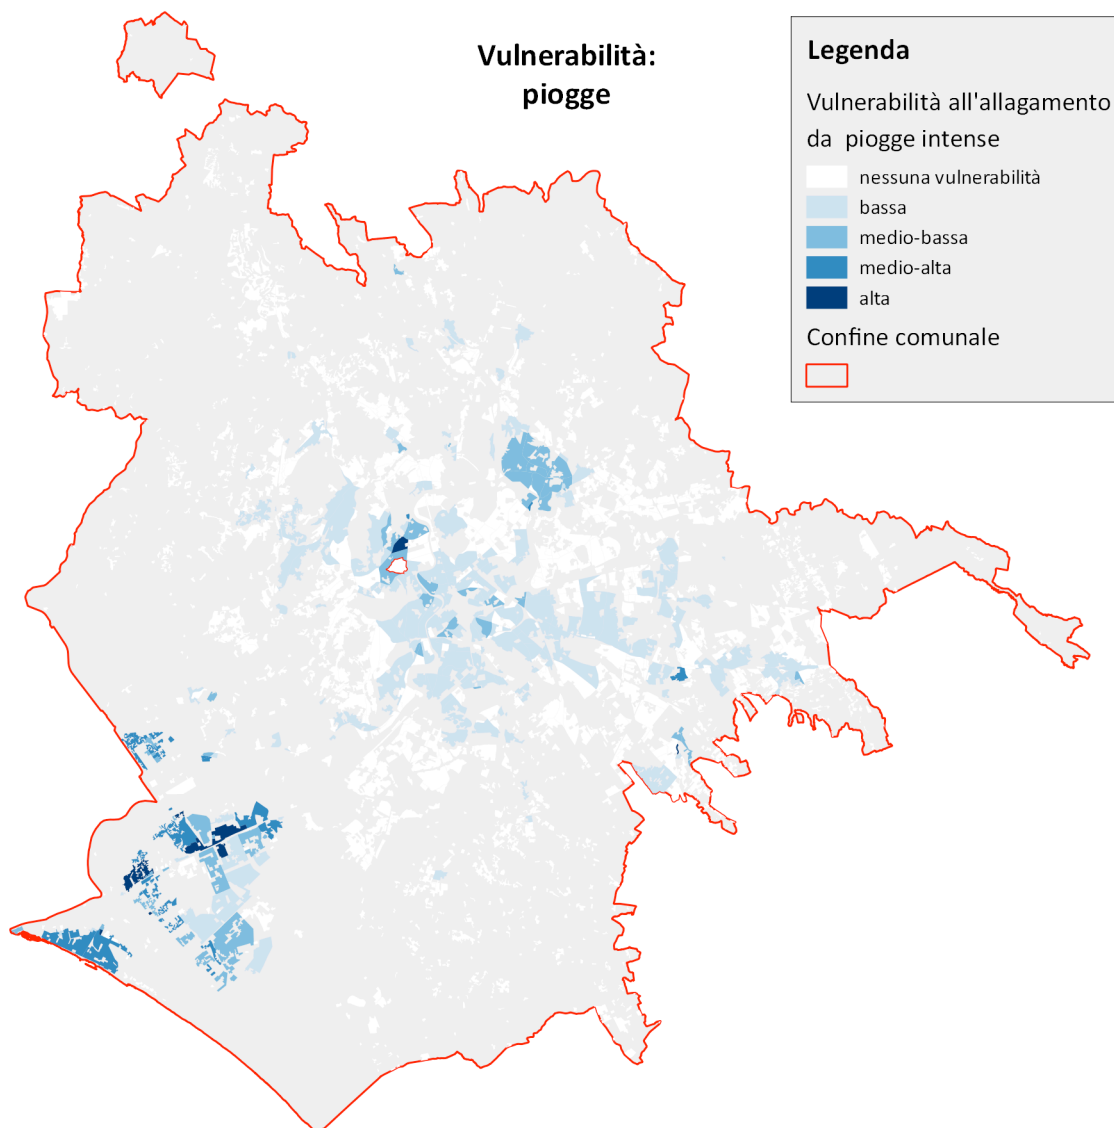 Vulnerabilità:
piogge
Legenda
Vulnerabilità all'allagamento
da piogge intense
nessuna vulnerabilità
bassa
medio-bassa
medio-alta
alta
Confine comunale